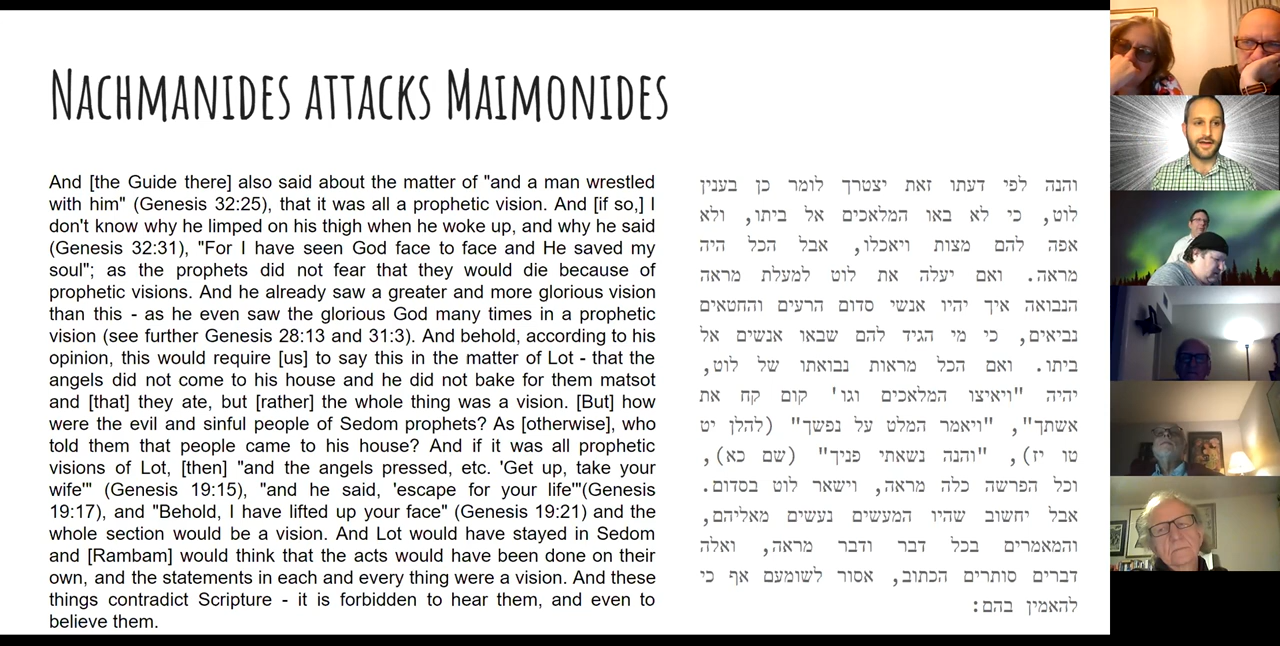 NACHMANIDES ATTACKS MAIMONIDES
And [the Guide there] also said about the matter of "and a man wrestled
with him" (Genesis 32:25), that it was all a prophetic vision. And [if so,] I
don't know why he limped on his thigh when he woke up, and why he said
(Genesis 32:31), "For I have seen God face to face and He saved my
soul"; as the prophets did not fear that they would die because of
prophetic visions. And he already saw a greater and more glorious vision
than this - as he even saw the glorious God many times in a prophetic
vision (see further Genesis 28:13 and 31:3). And behold, according to his
opinion, this would require [us] to say this in the matter of Lot - that the
angels did not come to his house and he did not bake for them matsot
and [that] they ate, but [rather] the whole thing was a vision. [But] how
were the evil and sinful people of Sedom prophets? As [otherwise], who
told them that people came to his house? And if it was all prophetic
visions of Lot, [then] "and the angels pressed, etc. 'Get up, take your
wife'" (Genesis 19:15), "and he said, 'escape for your life'"(Genesis
19:17), and "Behold, I have lifted up your face" (Genesis 19:21) and the
whole section would be a vision. And Lot would have stayed in Sedom
and [Rambam] would think that the acts would have been done on their
own, and the statements in each and every thing were a vision. And these
things contradict Scripture - it is forbidden to hear them, and even to
believe them.
והנה לפי דעתו זאת יצטרך לומר כן בענין
לוט, כי לא באו המלאכים אל ביתו, ולא
אפה להם מצות ויאכלו, אבל הכל היה
מראה. ואם יעלה את לוט למעלת מראה
הנבואה איך יהיו אנשי סדום הרעים והחטאים
נביאים, כי מי הגיד להם שבאו אנשים אל
ביתו. ואם הכל מראות נבואתו של לוט,
יהיה "ויאיצו המלאכים וגו' קום קח את
אשתך", "ויאמר המלט על נפשך" (להלן יט
טו יז), "והנה נשאתי פניך" (שם כא),
וכל הפרשה כלה מראה, וישאר לוט בסדום.
אבל יחשוב שהיו המעשים נעשים מאליהם,
והמאמרים בכל דבר ודבר מראה, ואלה
דברים סותרים הכתוב, אסור לשומעם אף כי
להאמין בהם: